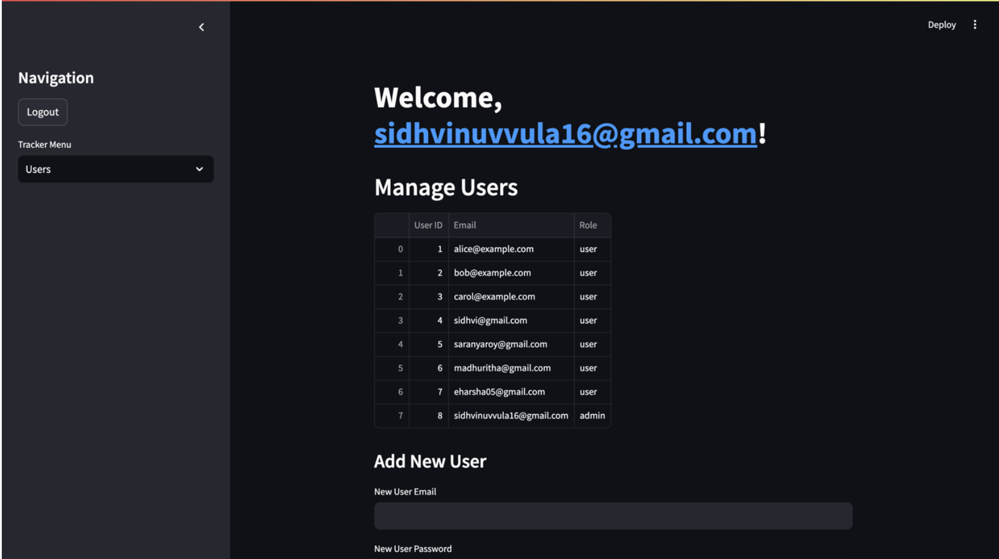 Deploy
Navigation
Logout
Tracker Menu
Users
Welcome,
sidhvinuvvula16@gmail.com!
Manage Users
User ID Email Role
0 1 alice@example.com user
1 2 bob@example.com user
2 3 carol@example.com user
3 4 sidhvi@gmail.com user
4 5 saranyaroy@gmail.com user
5 6 madhuritha@gmail.com user
6 7 eharsha05@gmail.com user
7 8 sidhvinuvvula16@gmail.com admin
Add New User
New User Email
New User Password